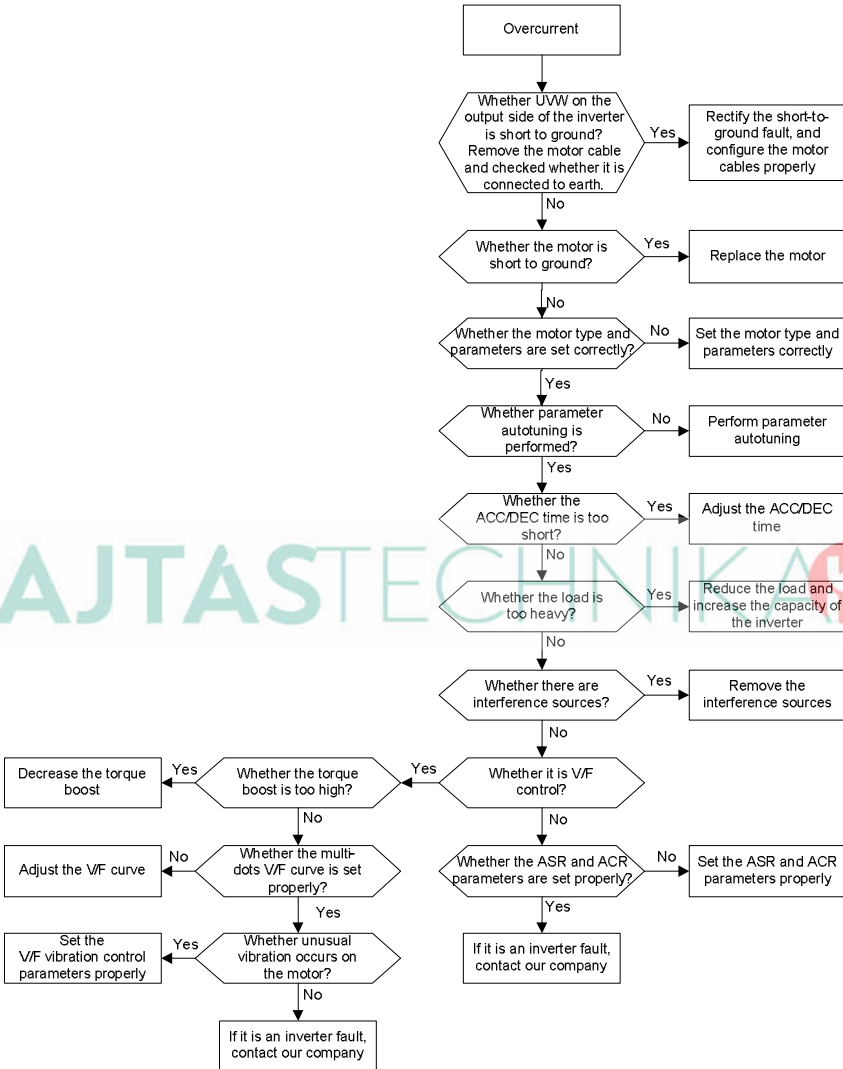 Overcurrent
Whether UVW on the
output side of the inverter
is short to ground?
Remove the motor cable
and checked whether it is
connected to earth.
Yes
Rectify the short-to-
ground fault, and
configure the motor
cables properly
No
Whether the motor is
short to ground?
Yes
Replace the motor
No
Whether the motor type and
parameters are set correctly?
No
Set the motor type and
parameters correctly
Yes
Whether parameter
autotuning is
performed?
No
Perform parameter
autotuning
Yes
Whether the
ACC/DEC time is too
short?
Yes
Adjust the ACC/DEC
time
No
AJTÁSTECHNIKA
Whether the load is
too heavy?
Yes
Reduce the load and
increase the capacity of
the inverter
No
Whether there are
interference sources?
Yes
Remove the
interference sources
No
Whether it is V/F
control?
Yes
Whether the torque
boost is too high?
Yes
Decrease the torque
boost
No
No
Whether the multi-
dots V/F curve is set
properly?
No
Adjust the V/F curve
Whether the ASR and ACR
parameters are set properly?
No
Set the ASR and ACR
parameters properly
Yes
Yes
Whether unusual
vibration occurs on
the motor?
Yes
Set the
V/F vibration control
parameters properly
If it is an inverter fault,
contact our company
No
If it is an inverter fault,
contact our company